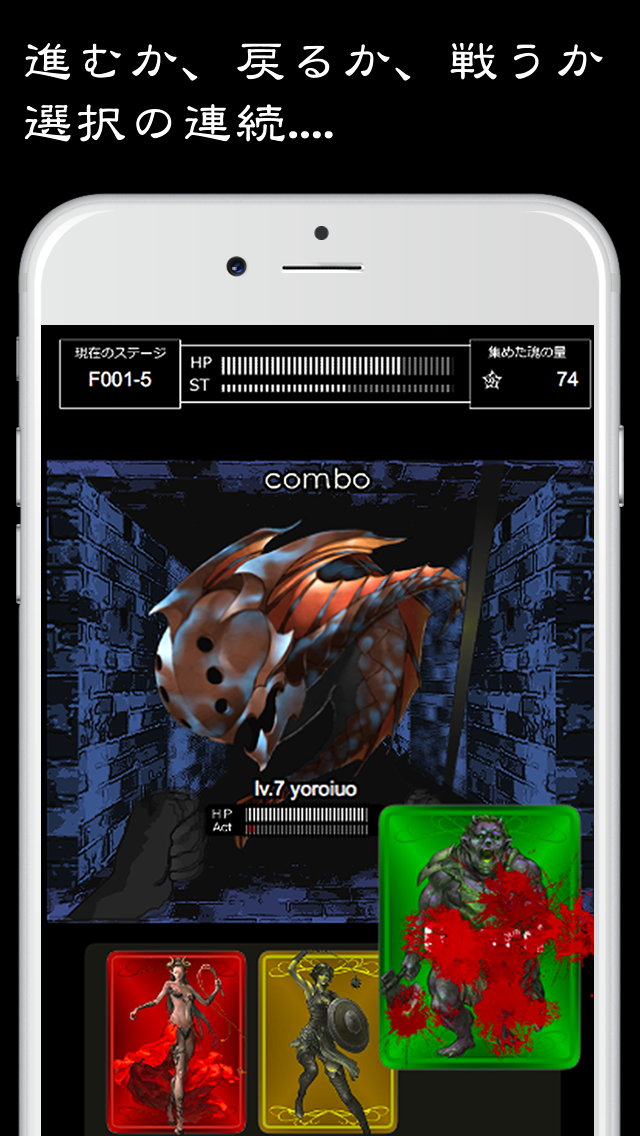 進むか、戻るか、戦うか
選択の連続....
現在のステージ
F001-5
HP
ST
集めた魂の量
74
combo
lv.7 yoroiuo
HP
Act